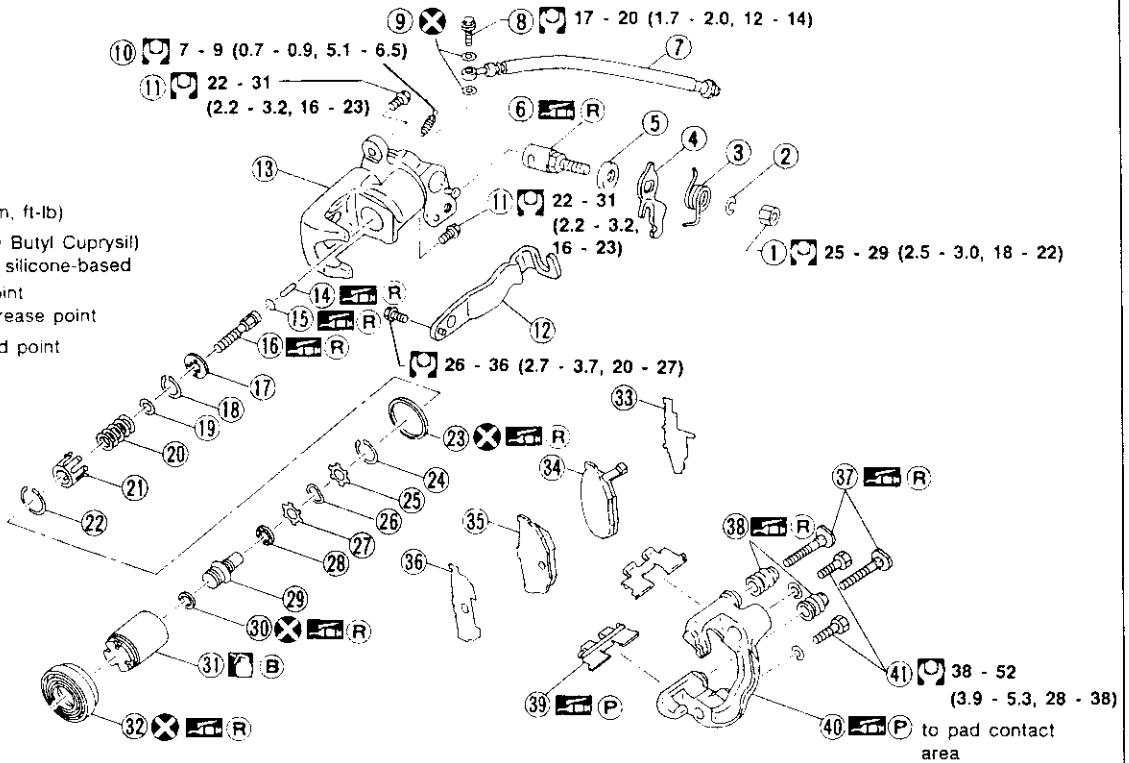 9
8 17 - 20 (1.7 - 2.0, 12 - 14)
10 7 - 9 (0.7 - 0.9, 5.1 - 6.5)
7
11 22 - 31
(2.2 - 3.2, 16 - 23)
6 R
5
4
3
2
13
11 22 - 31
(2.2 - 3.2,
16 - 23)
1 25 - 29 (2.5 - 3.0, 18 - 22)
m, ft-lb)
Butyl Cuprysil)
silicone-based
rease point
d point
14 R
15 R
16 R
12
26 - 36 (2.7 - 3.7, 20 - 27)
17
18
19
20
21
22
23 R
24
25
26
27
28
29
30 R
31 B
32 R
33
34
35
36
37 R
38 R
39 P
41 38 - 52
(3.9 - 5.3, 28 - 38)
40 P to pad contact
area